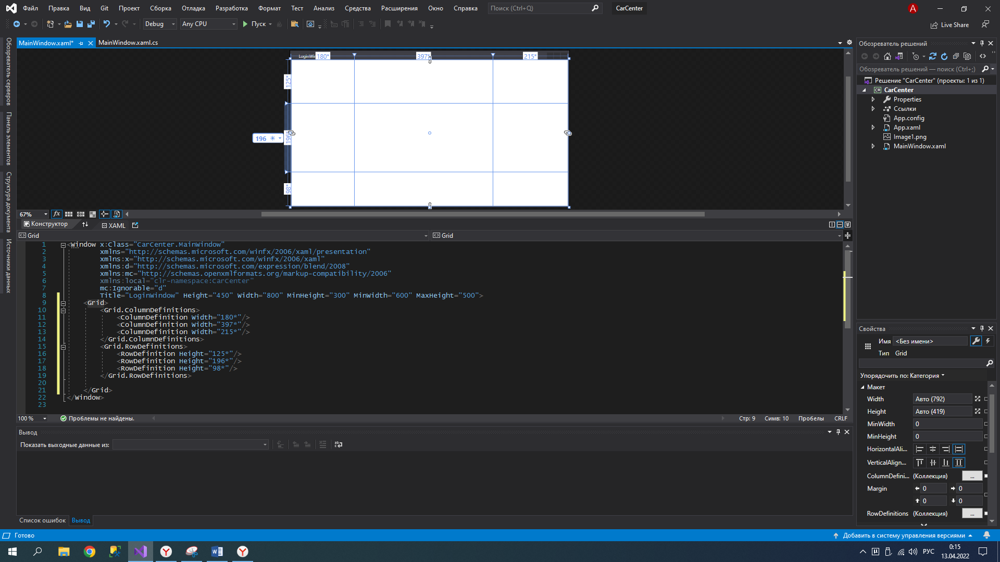 Файл Правка Вид Git Проект Сборка Отладка Разработка Формат Тест Анализ Средства Расширения Окно Справка Поиск (Ctrl+Q) CarCenter A
Debug Any CPU Пуск Live Share
MainWindow.xaml* MainWindow.xaml.cs
Обозреватель серверов
Панель элементов
Структура документа
Источники данных
180* 397* 215*
125*
196 196*
98*
67%
Конструктор XAML
Grid Grid
1 <Window x:Class="CarCenter.MainWindow"
2 xmlns="http://schemas.microsoft.com/winfx/2006/xaml/presentation"
3 xmlns:x="http://schemas.microsoft.com/winfx/2006/xaml"
4 xmlns:d="http://schemas.microsoft.com/expression/blend/2008"
5 xmlns:mc="http://schemas.openxmlformats.org/markup-compatibility/2006"
6 xmlns:local="clr-namespace:CarCenter"
7 mc:Ignorable="d"
8 Title="LoginWindow" Height="450" Width="800" MinHeight="300" MinWidth="600" MaxHeight="500">
9 <Grid>
10 <Grid.ColumnDefinitions>
11 <ColumnDefinition Width="180*"/>
12 <ColumnDefinition Width="397*"/>
13 <ColumnDefinition Width="215*"/>
14 </Grid.ColumnDefinitions>
15 <Grid.RowDefinitions>
16 <RowDefinition Height="125*"/>
17 <RowDefinition Height="196*"/>
18 <RowDefinition Height="98*"/>
19 </Grid.RowDefinitions>
20
21 </Grid>
22 </Window>
23
100 % Проблемы не найдены. Стр: 9 Симв: 10 Пробелы CRLF
Вывод
Показать выходные данные из:
Список ошибок Вывод
Обозреватель решений
Обозреватель решений — поиск (Ctrl+;)
Решение "CarCenter" (проекты: 1 из 1)
CarCenter
Properties
Ссылки
App.config
App.xaml
Image1.png
MainWindow.xaml
Свойства
Имя <Без имени>
Тип Grid
Упорядочить по: Категория
Макет
Width Авто (792)
Height Авто (419)
MinWidth 0
MinHeight 0
HorizontalAli...
VerticalAlign...
ColumnDefini... (Коллекция) ...
Margin 0 0
0 0
RowDefinitions (Коллекция) ...
Готово Добавить в систему управления версиями
РУС 0:15
13.04.2022